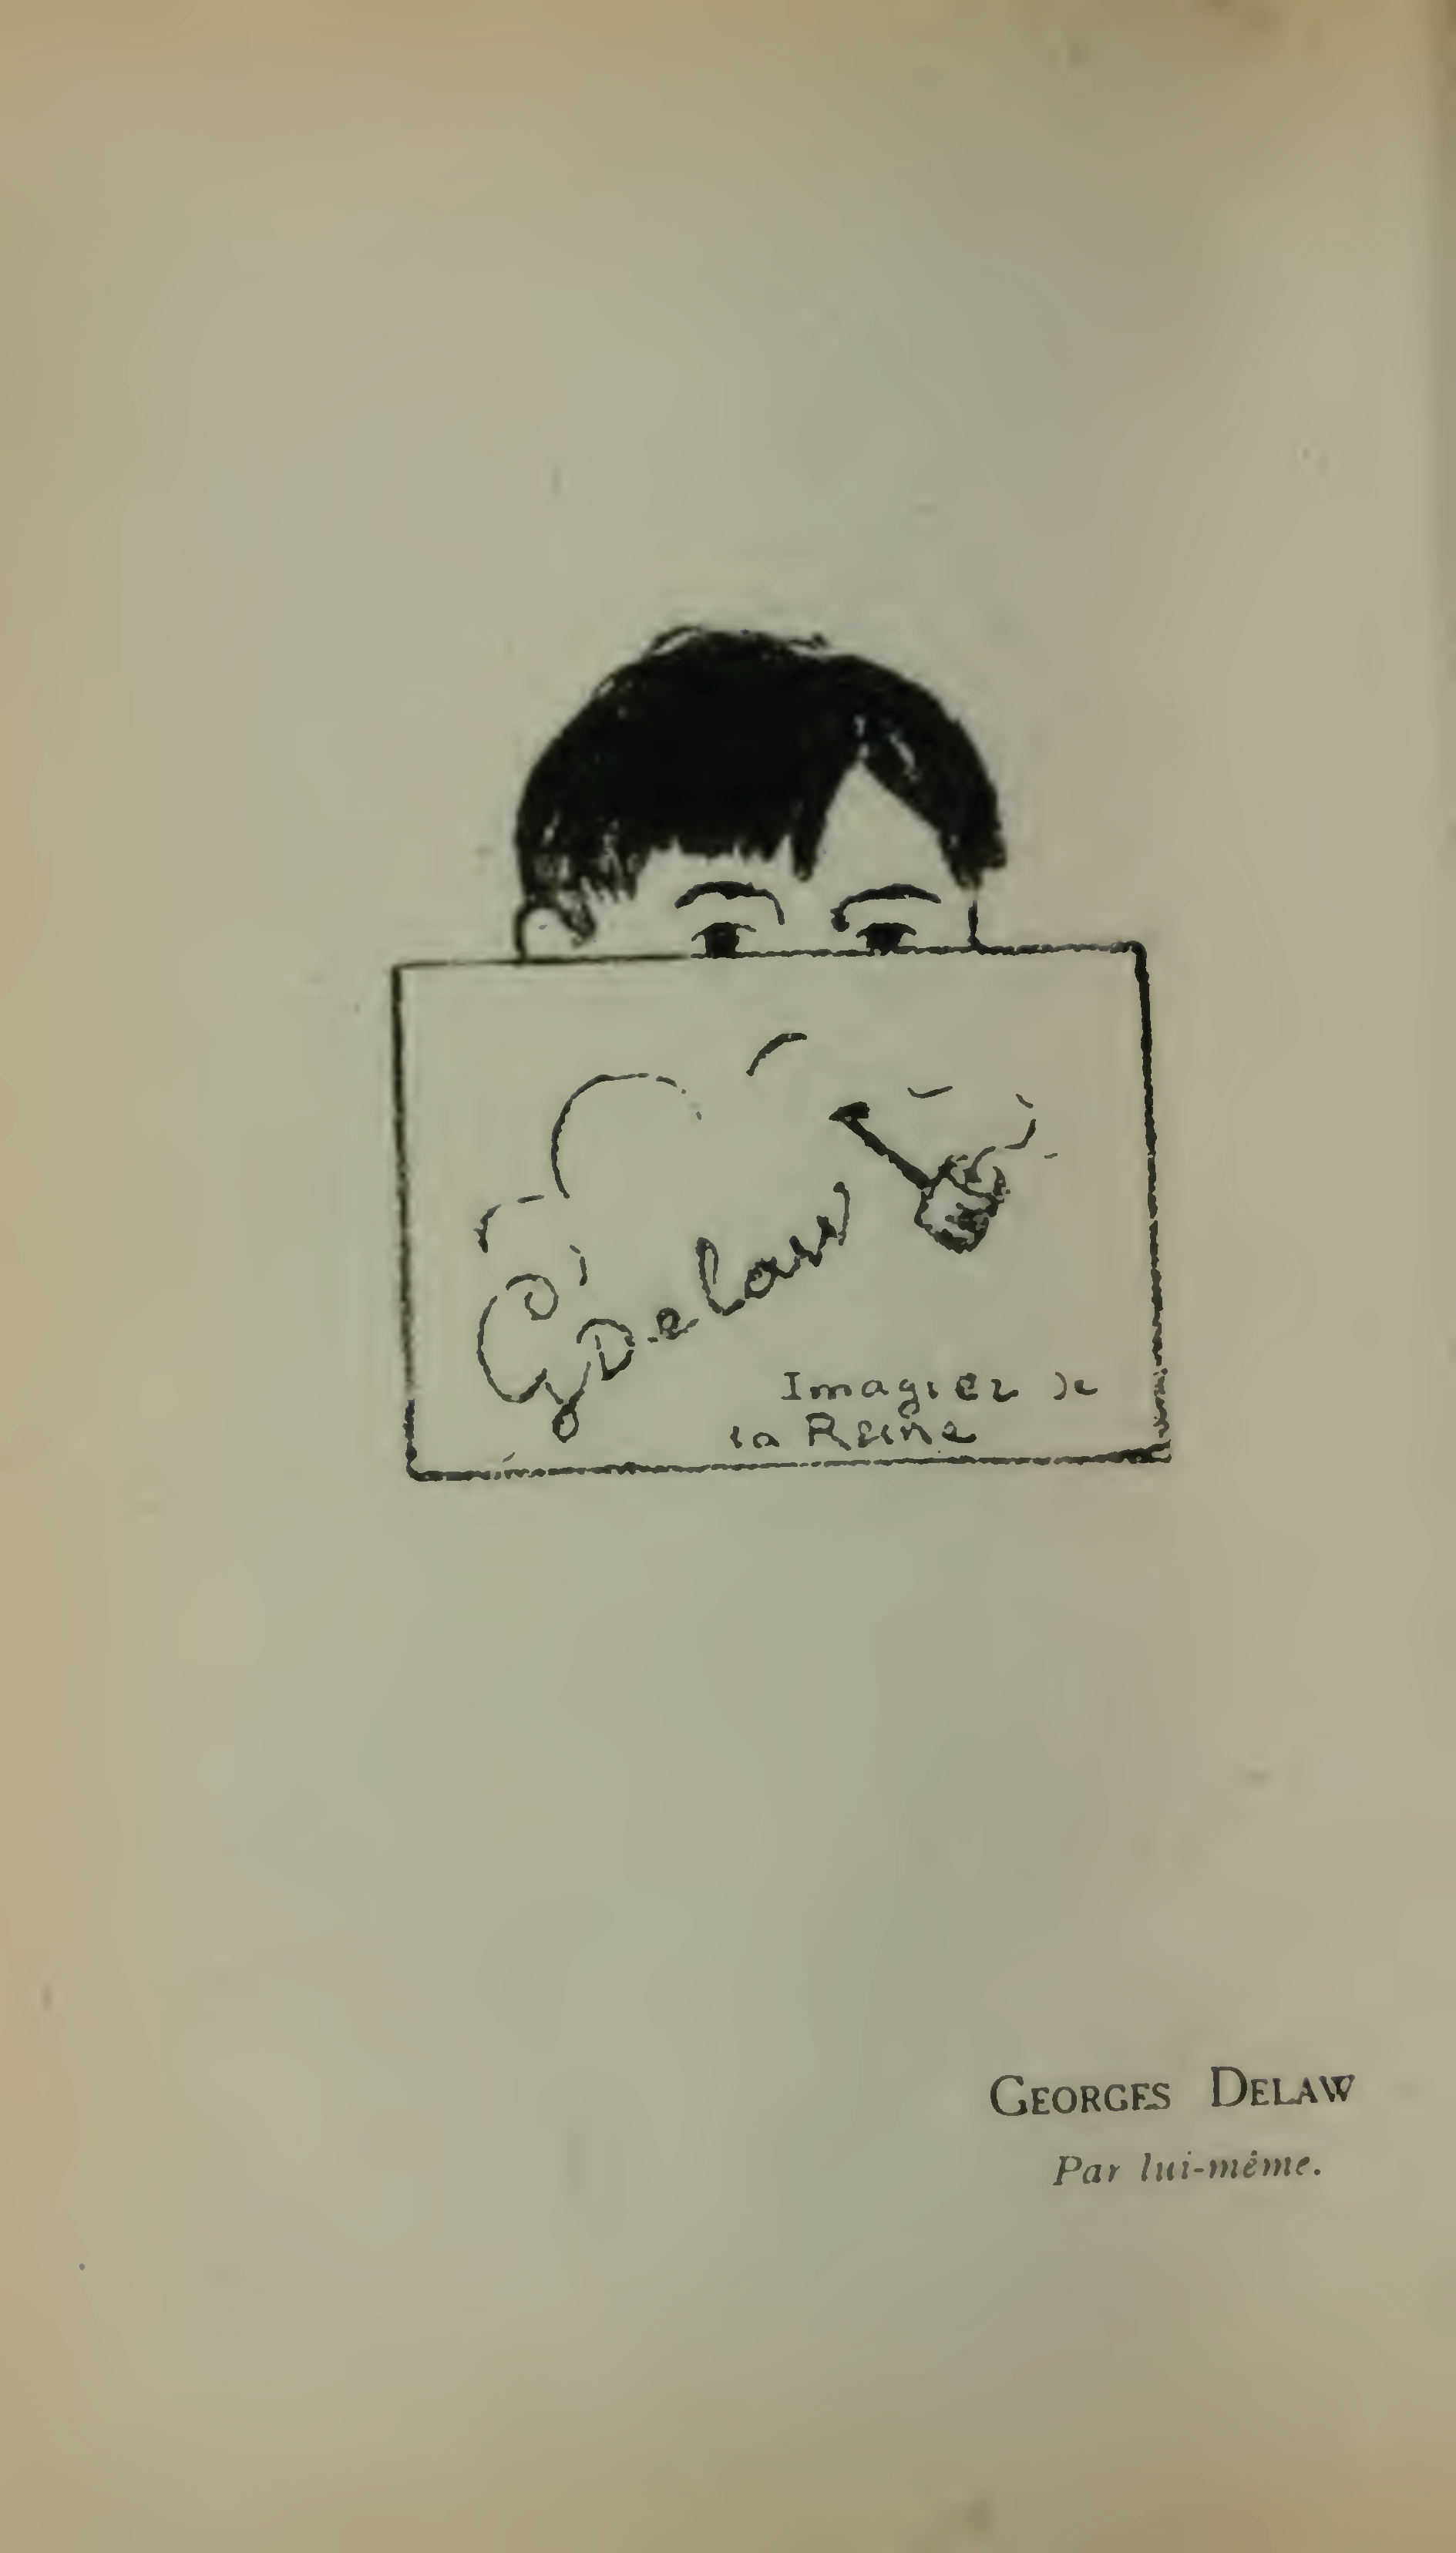 G Delaw
Imagier de
la Reine
GEORGES DELAW
Par lui-même.